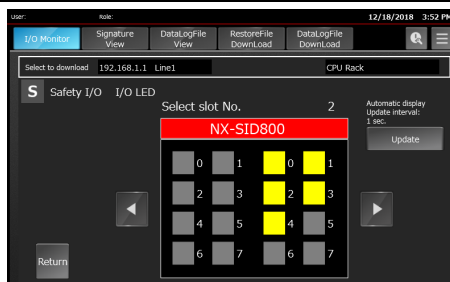 User: Role: 12/18/2018 3:52 PM
I/O Monitor Signature View DataLogFile View RestoreFile DownLoad DataLogFile DownLoad
Select to download 192.168.1.1 Line1 CPU Rack
S Safety I/O I/O LED
Select slot No. 2
Automatic display
Update interval:
1 sec.
NX-SID800
Update
0 1 0 1
2 3 2 3
4 5 4 5
6 7 6 7
Return